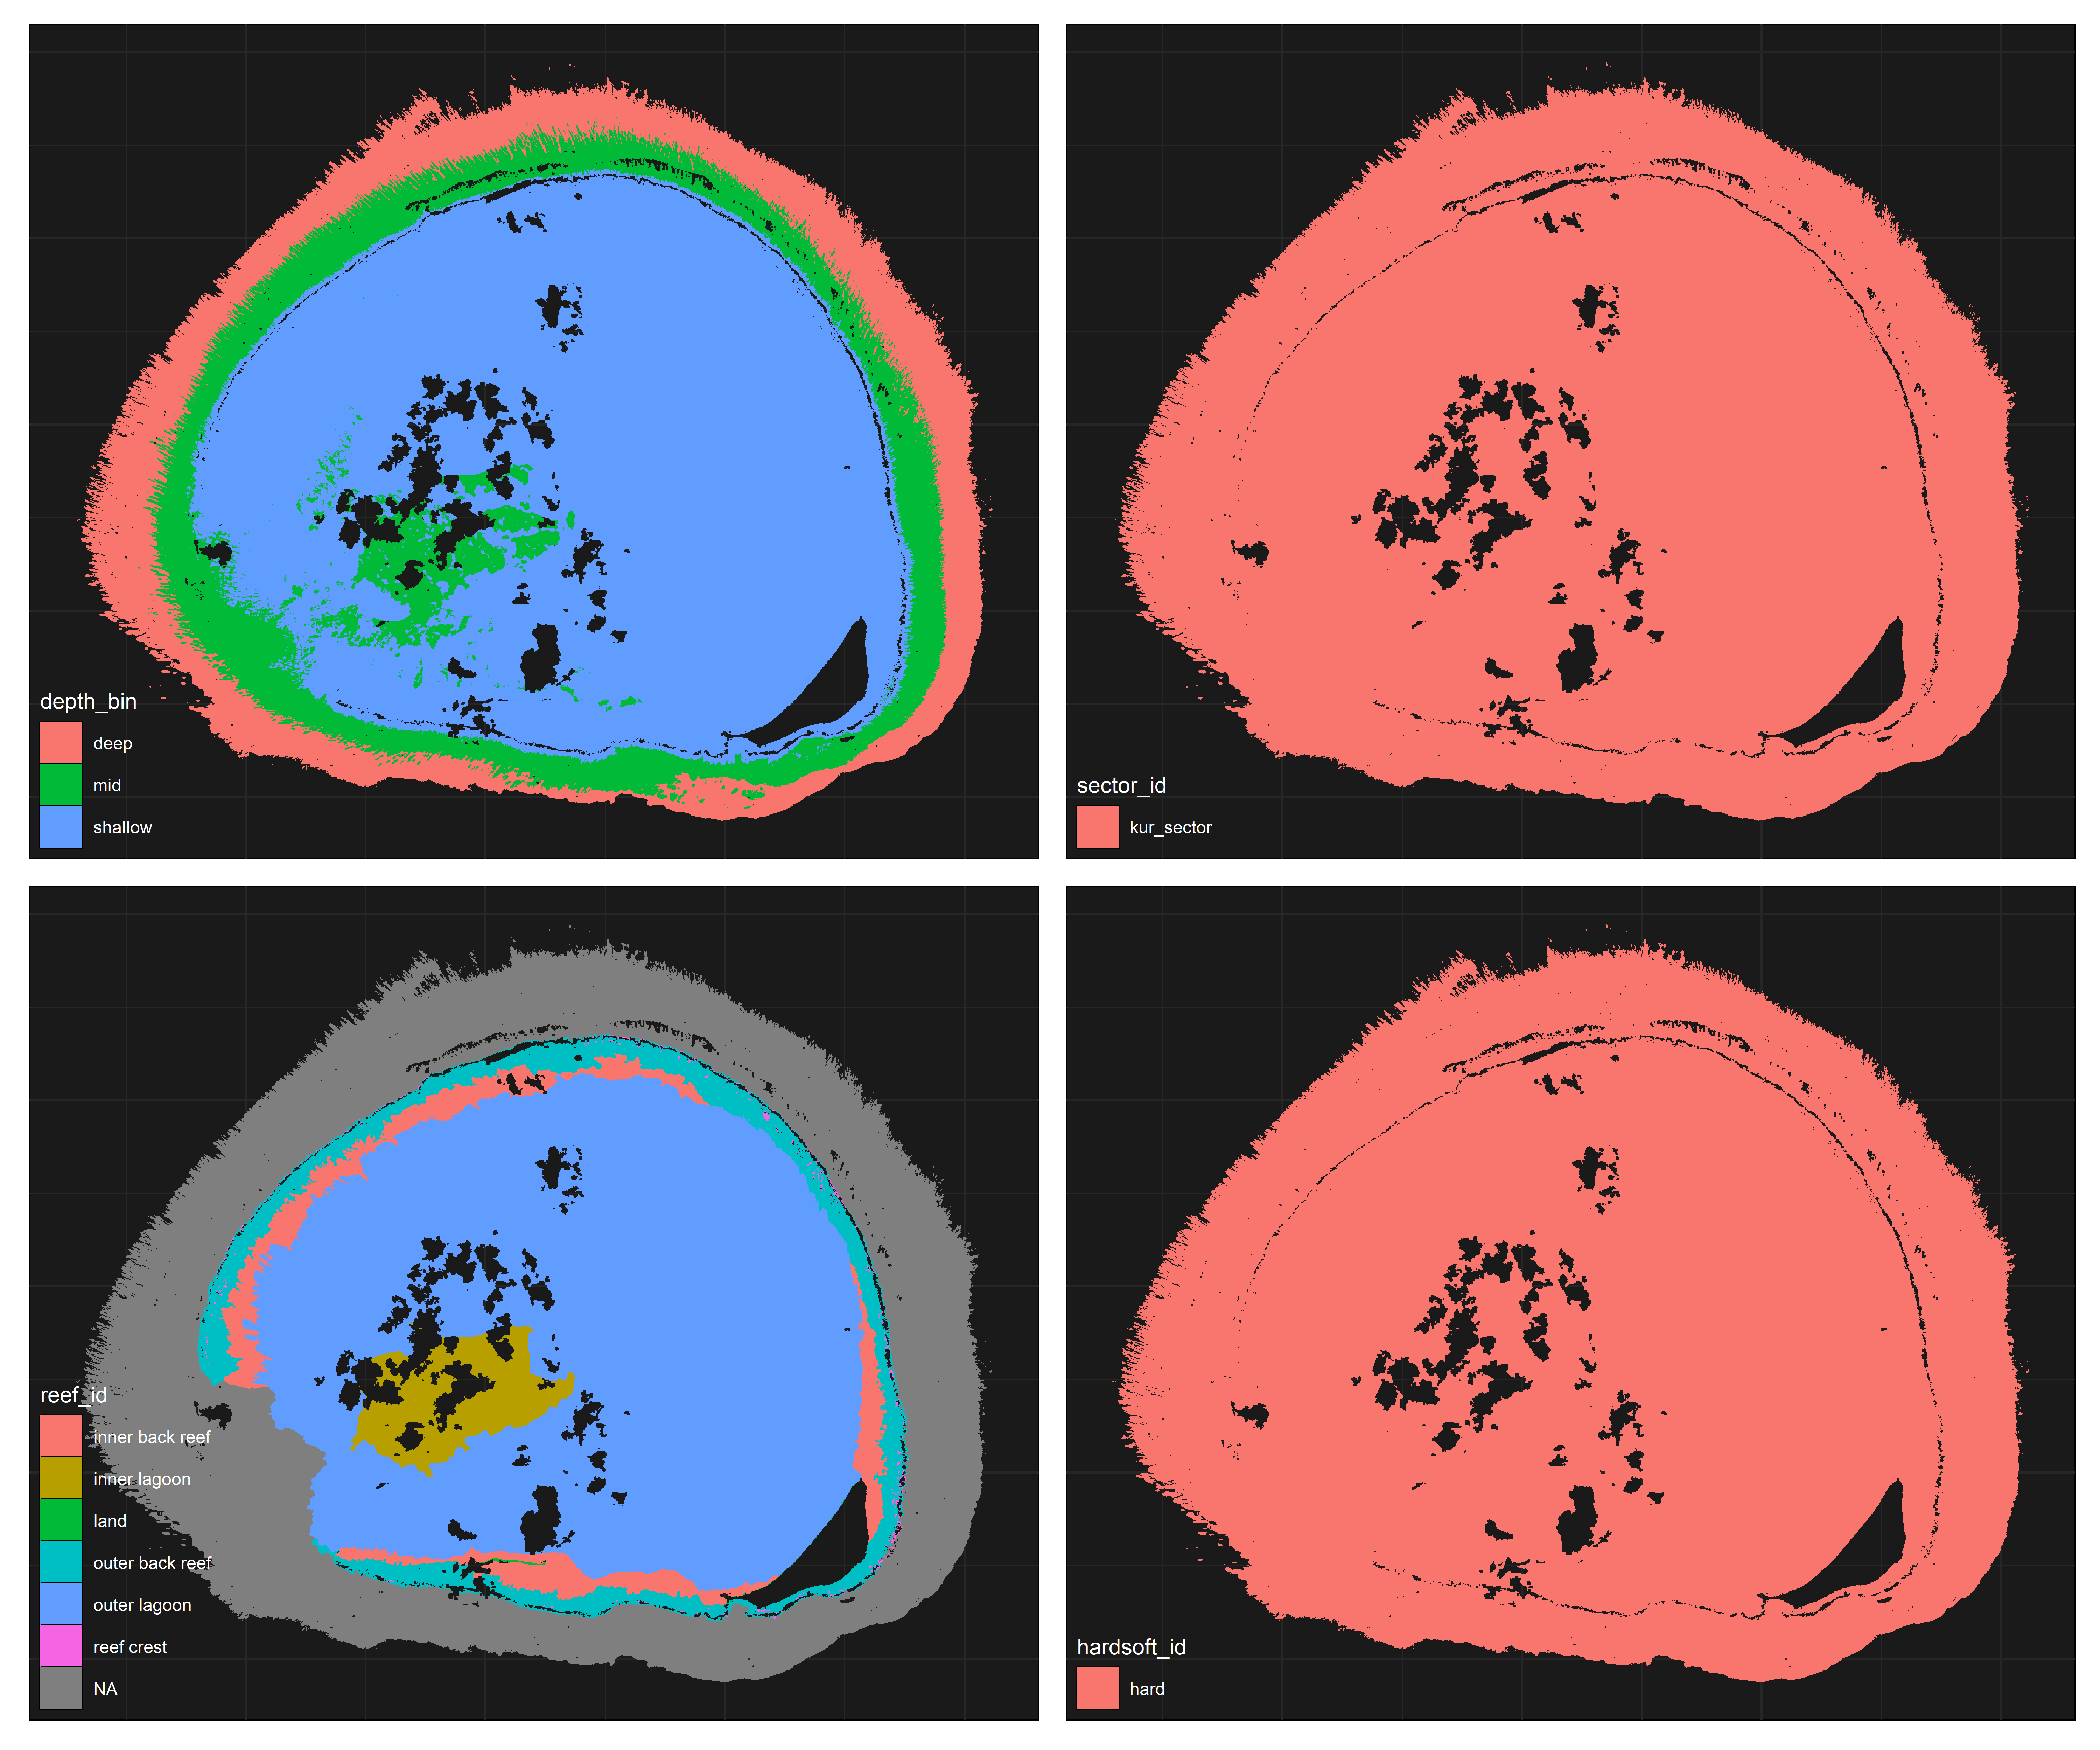 depth_bin
deep
mid
shallow
sector_id
kur_sector
reef_id
inner back reef
inner lagoon
land
outer back reef
outer lagoon
reef crest
NA
hardsoft_id
hard